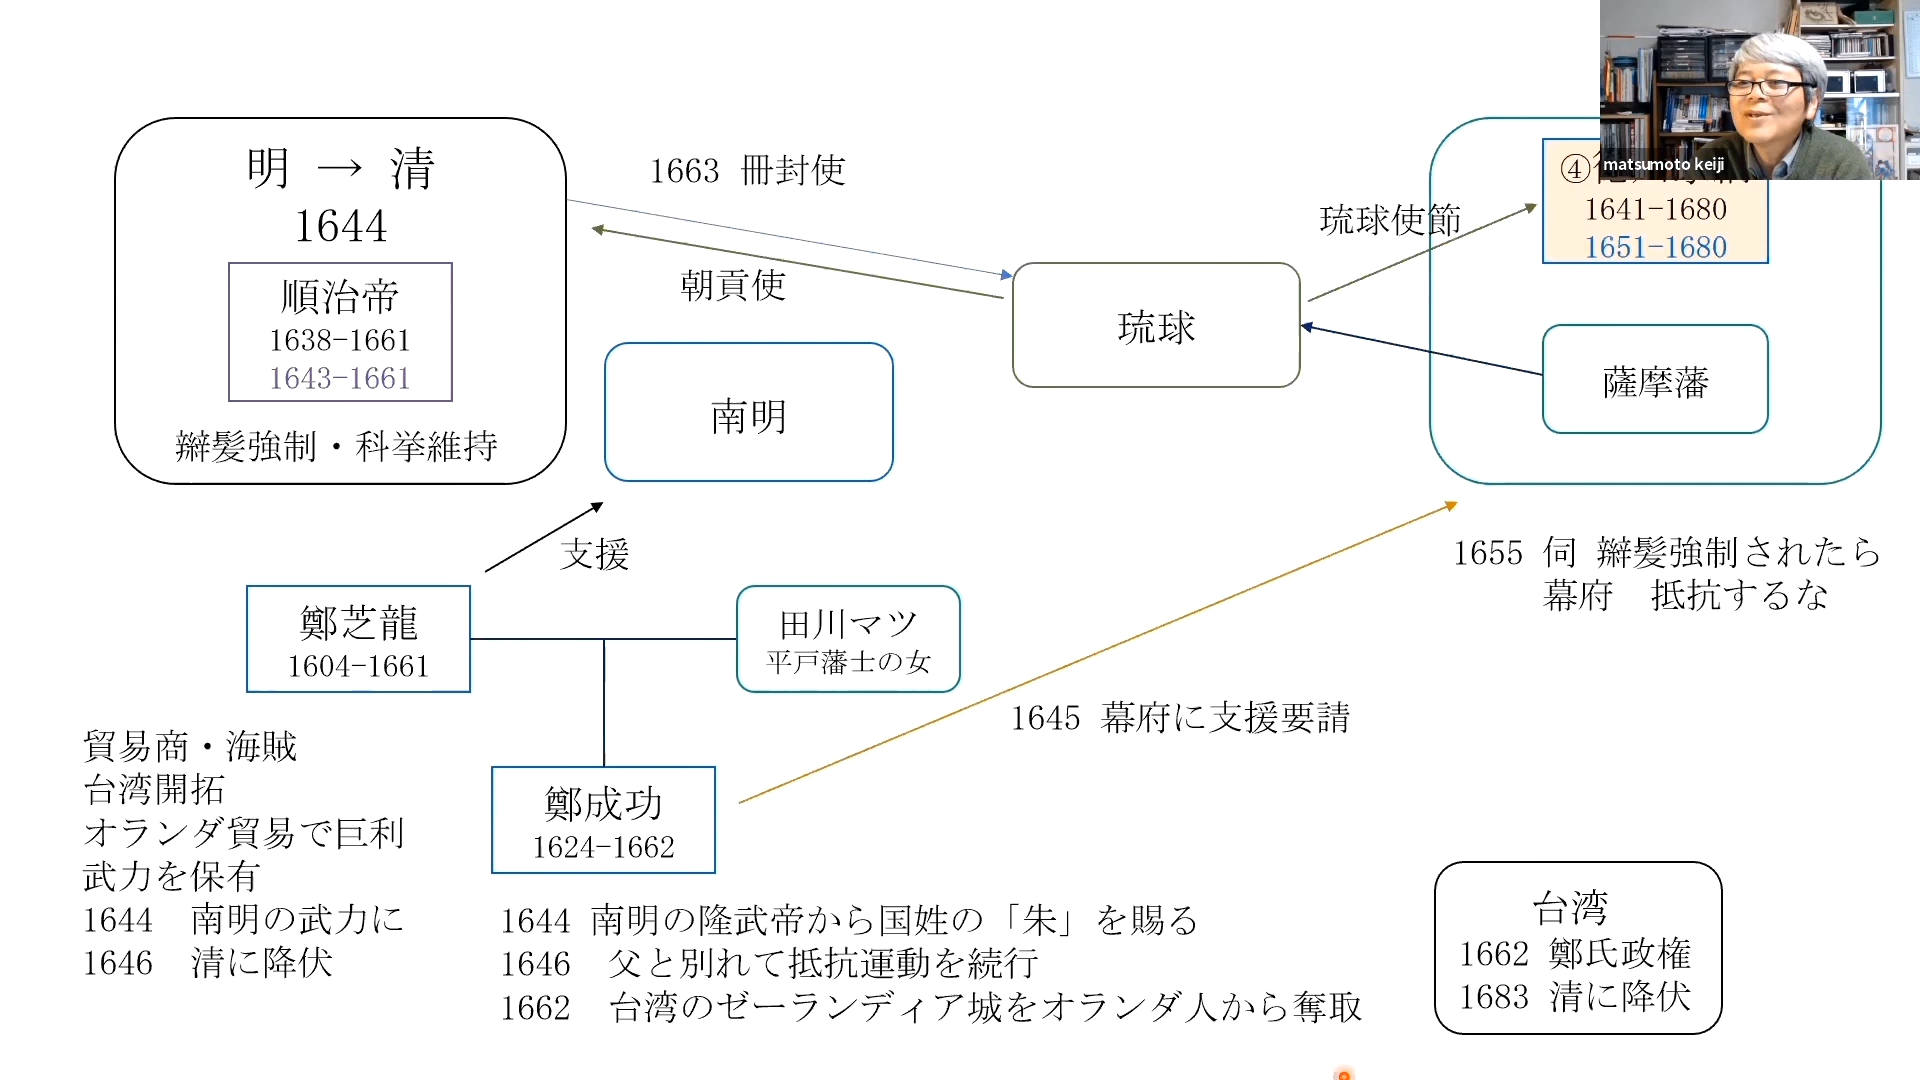 明 → 清
1644
順治帝
1638-1661
1643-1661
辮髪強制・科挙維持
1663 冊封使
朝貢使
南明
琉球
琉球使節
④
1641-1680
1651-1680
薩摩藩
matsumoto keiji
支援
鄭芝龍
1604-1661
田川マツ
平戸藩士の女
1655 伺 辮髪強制されたら
幕府 抵抗するな
1645 幕府に支援要請
鄭成功
1624-1662
貿易商・海賊
台湾開拓
オランダ貿易で巨利
武力を保有
1644 南明の武力に
1646 清に降伏
1644 南明の隆武帝から国姓の「朱」を賜る
1646 父と別れて抵抗運動を続行
1662 台湾のゼーランディア城をオランダ人から奪取
台湾
1662 鄭氏政権
1683 清に降伏